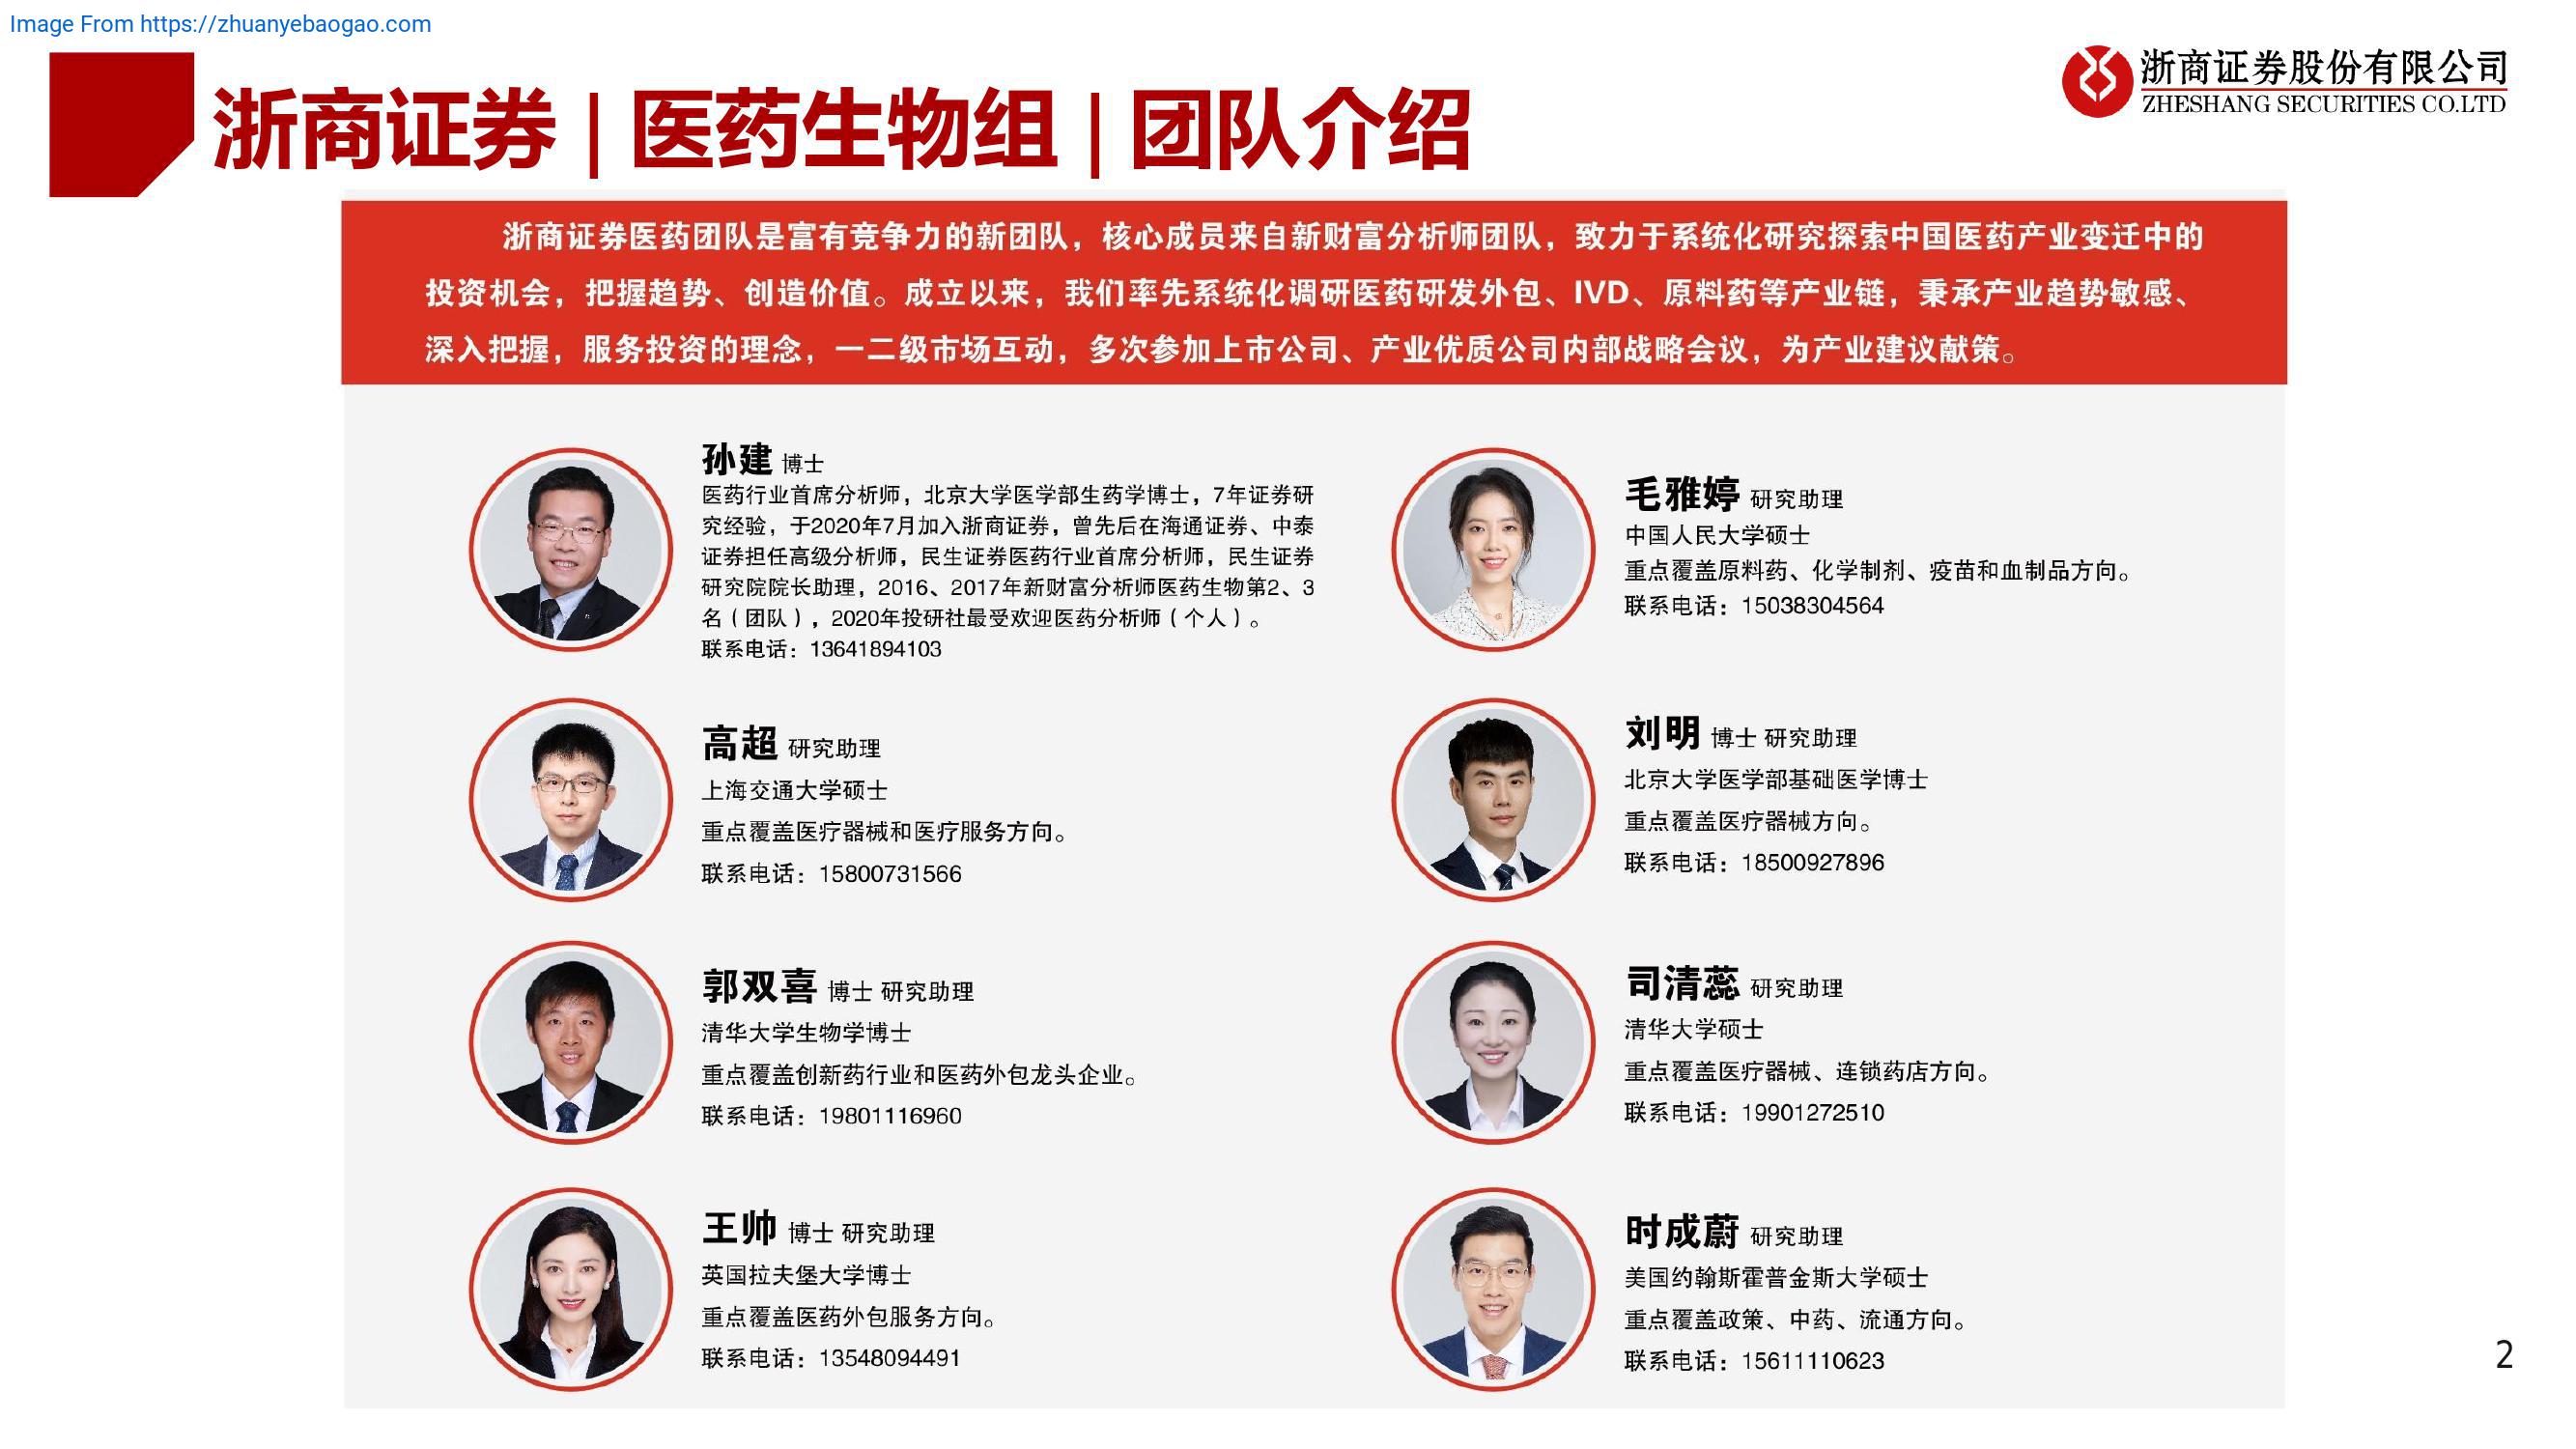 Image From https://zhuanyebaogao.com
浙商证券股份有限公司
ZHESHANG SECURITIES CO.LTD
浙商证券 | 医药生物组 | 团队介绍
浙商证券医药团队是富有竞争力的新团队，核心成员来自新财富分析师团队，致力于系统化研究探索中国医药产业变迁中的
投资机会，把握趋势、创造价值。成立以来，我们率先系统化调研医药研发外包、IVD、原料药等产业链，秉承产业趋势敏感、
深入把握，服务投资的理念，一二级市场互动，多次参加上市公司、产业优质公司内部战略会议，为产业建议献策。
孙建 博士
医药行业首席分析师，北京大学医学部生药学博士，7年证券研
究经验，于2020年7月加入浙商证券，曾先后在海通证券、中泰
证券担任高级分析师，民生证券医药行业首席分析师，民生证券
研究院院长助理，2016、2017年新财富分析师医药生物第2、3
名（团队），2020年投研社最受欢迎医药分析师（个人）。
联系电话：13641894103
毛雅婷 研究助理
中国人民大学硕士
重点覆盖原料药、化学制剂、疫苗和血制品方向。
联系电话：15038304564
高超 研究助理
上海交通大学硕士
重点覆盖医疗器械和医疗服务方向。
联系电话：15800731566
刘明 博士 研究助理
北京大学医学部基础医学博士
重点覆盖医疗器械方向。
联系电话：18500927896
郭双喜 博士 研究助理
清华大学生物学博士
重点覆盖创新药行业和医药外包龙头企业。
联系电话：19801116960
司清蕊 研究助理
清华大学硕士
重点覆盖医疗器械、连锁药店方向。
联系电话：19901272510
王帅 博士 研究助理
英国拉夫堡大学博士
重点覆盖医药外包服务方向。
联系电话：13548094491
时成蔚 研究助理
美国约翰斯霍普金斯大学硕士
重点覆盖政策、中药、流通方向。
联系电话：15611110623
2